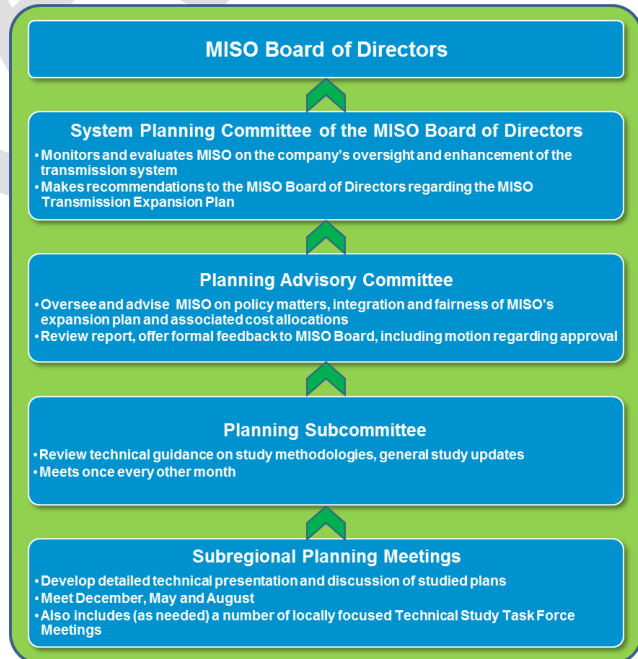 MISO Board of Directors
System Planning Committee of the MISO Board of Directors
•Monitors and evaluates MISO on the company's oversight and enhancement of the
transmission system
•Makes recommendations to the MISO Board of Directors regarding the MISO
Transmission Expansion Plan
Planning Advisory Committee
•Oversee and advise MISO on policy matters, integration and fairness of MISO's
expansion plan and associated cost allocations
•Review report, offer formal feedback to MISO Board, including motion regarding approval
Planning Subcommittee
•Review technical guidance on study methodologies, general study updates
•Meets once every other month
Subregional Planning Meetings
•Develop detailed technical presentation and discussion of studied plans
•Meet December, May and August
•Also includes (as needed) a number of locally focused Technical Study Task Force
Meetings